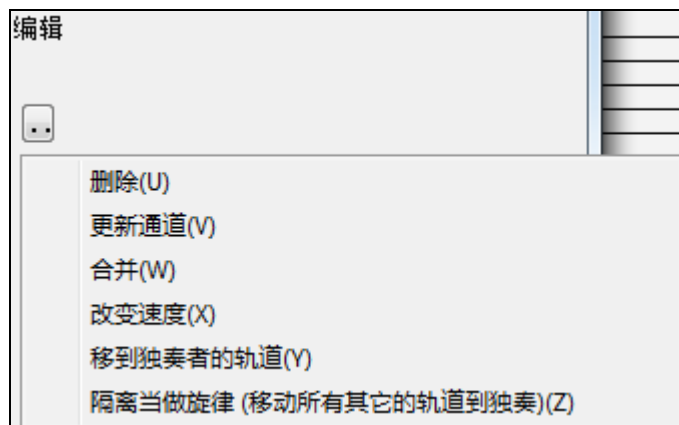 编辑
..
删除(U)
更新通道(V)
合并(W)
改变速度(X)
移到独奏者的轨道(Y)
隔离当做旋律 (移动所有其它的轨道到独奏)(Z)